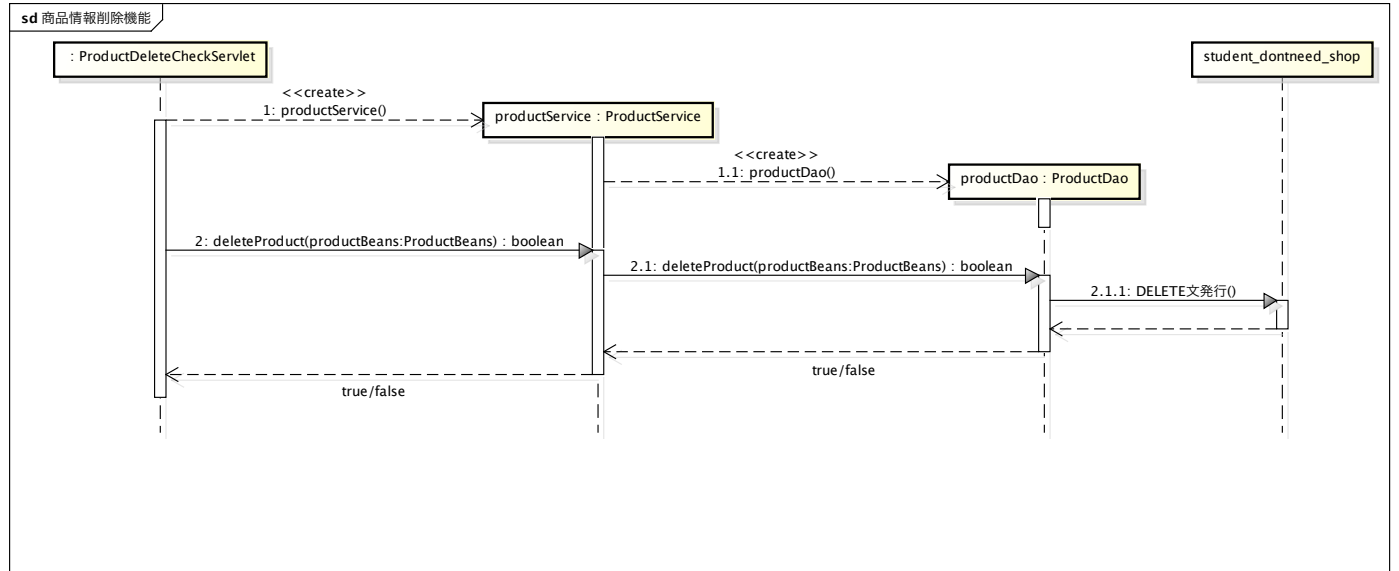 sd 商品情報削除機能
: ProductDeleteCheckServlet
student_dontneed_shop
<<create>>
1: productService()
productService : ProductService
<<create>>
1.1: productDao()
productDao : ProductDao
2: deleteProduct(productBeans:ProductBeans) : boolean
2.1: deleteProduct(productBeans:ProductBeans) : boolean
2.1.1: DELETE文発行()
true/false
true/false